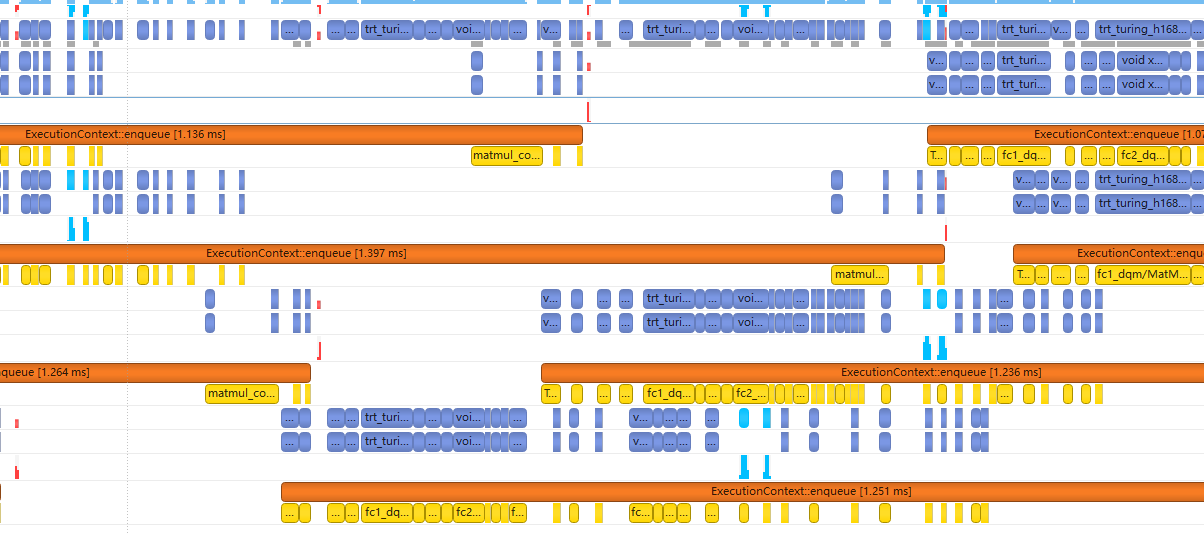 ... ... ... trt_turi... ... ... voi... ... ... v... ... ... trt_turi... ... voi... ... ... ... trt_turi... v... ... trt_turing_h168...
v... ... ... trt_turi... ... ... void x...
v... ... ... trt_turi... ... ... void x...
ExecutionContext::enqueue [1.136 ms] ExecutionContext::enqueue [1.07
matmul_co... T... ... ... fc1_dq... ... ... fc2_dq...
v... ... v... ... trt_turing_h168... ...
v... ... v... ... trt_turing_h168... ...
ExecutionContext::enqueue [1.397 ms] ExecutionContext::enqu
matmul... T... ... ... ... fc1_dqm/MatM... ...
v... ... ... trt_turi... ... voi... ... ... ...
v... ... ... trt_turi... ... voi... ... ... ...
nqueue [1.264 ms] ExecutionContext::enqueue [1.236 ms]
matmul_co... T... ... ... fc1_dq... ... fc2_... ... ...
... ... ... trt_turi... ... ... voi... ... ... v... ... ... ...
... ... ... trt_turi... ... ... voi... ... ... v... ... ... ...
ExecutionContext::enqueue [1.251 ms]
... ... ... fc1_dq... ... ... fc2... f... fc... ... ... ...